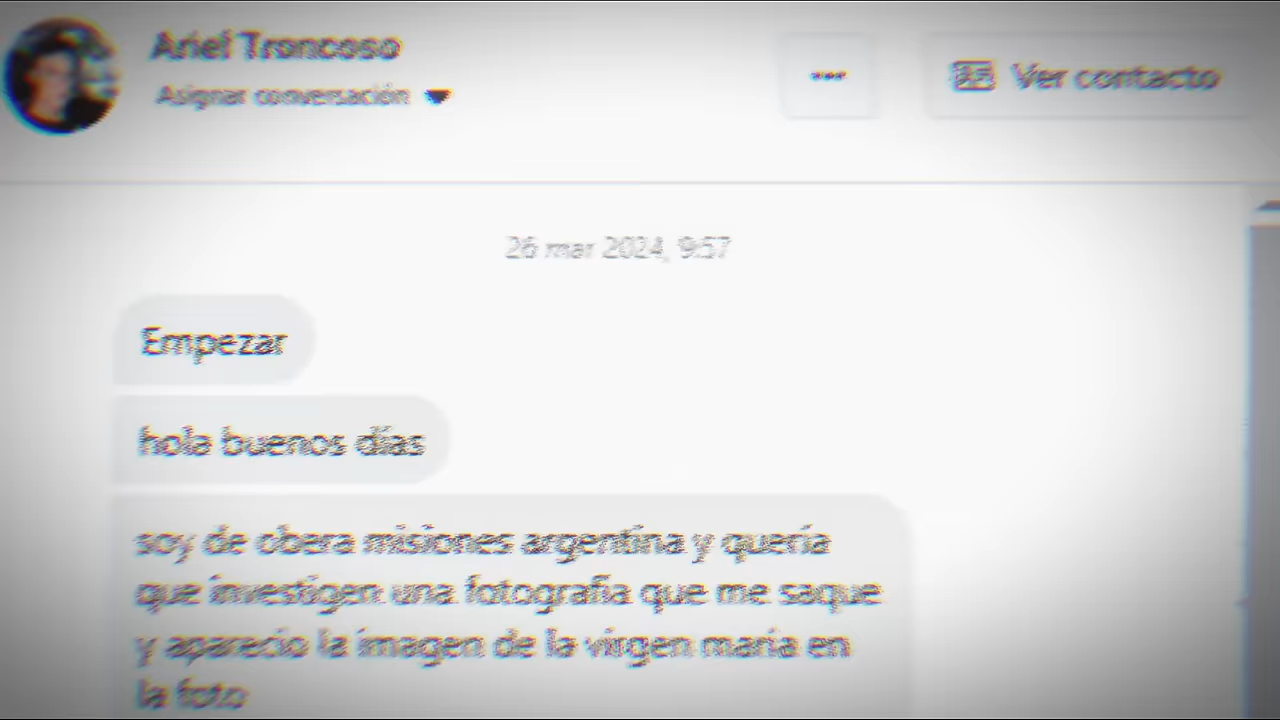 Ariel Troncoso
Asignar conversación
Ver contacto
26 mar 2024, 9:57
Empezar
hola buenos días
soy de obera misiones argentina y quería
que investigen una fotografía que me saque
y aparecio la imagen de la virgen maria en
la foto